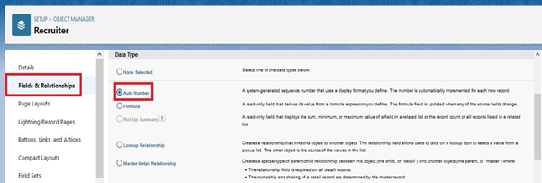 SETUP > OBJECT MANAGER
Recruiter
Details
Fields & Relationships
Page Layouts
Lightning Record Pages
Buttons, Links, and Actions
Compact Layouts
Field Sets
Data Type
None Selected
Select one of the data types below.
Auto Number
A system-generated sequence number that uses a display format you define. The number is automatically incremented for each new record.
Formula
A read-only field that derives its value from a formula expression you define. The formula field is updated when any of the source fields change.
Roll-Up Summary
A read-only field that displays the sum, minimum, or maximum value of a field in a related list or the record count of all records listed in a related
list.
Lookup Relationship
Creates a relationship that links this object to another object. The relationship field allows users to click on a lookup icon to select a value from a
popup list. The other object is the source of the values in the list.
Master-Detail Relationship
Creates a special type of parent-child relationship between this object (the child, or "detail") and another object (the parent, or "master") where:
• The relationship field is required on all detail records.
• The ownership and sharing of a detail record are determined by the master record.